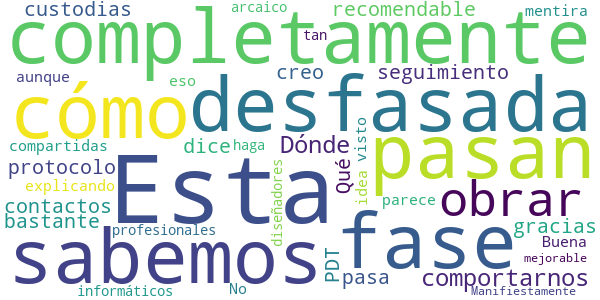 custodias arcaico recomendable mentira
completamente tan
aunque eso creo seguimiento
cómo desfasada
compartidas dice haga Dónde visto pasan
protocolo Esta Qué
explicando diseñadores idea parece obrar
contactos fase gracias
bastante profesionales
sabemos PDT pasa Buena
comportarnos mejorable
informáticos No Manifiestamente